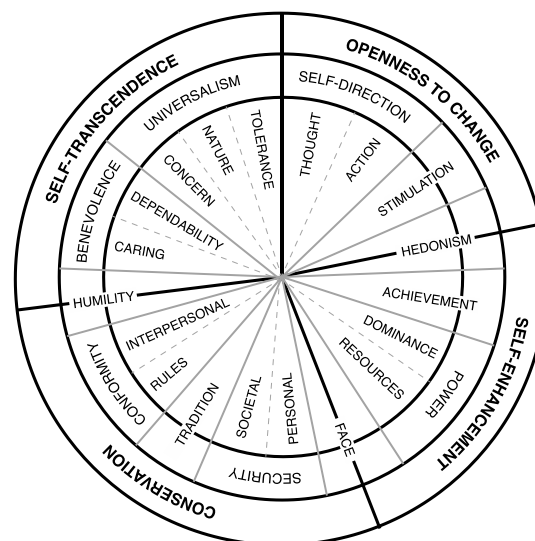 OPENNESS TO CHANGE
SELF-DIRECTION
THOUGHT
ACTION
STIMULATION
HEDONISM
SELF-ENHANCEMENT
ACHIEVEMENT
POWER
DOMINANCE
RESOURCES
FACE
CONSERVATION
SECURITY
PERSONAL
SOCIETAL
TRADITION
CONFORMITY
RULES
INTERPERSONAL
HUMILITY
SELF-TRANSCENDENCE
BENEVOLENCE
CARING
DEPENDABILITY
UNIVERSALISM
CONCERN
NATURE
TOLERANCE